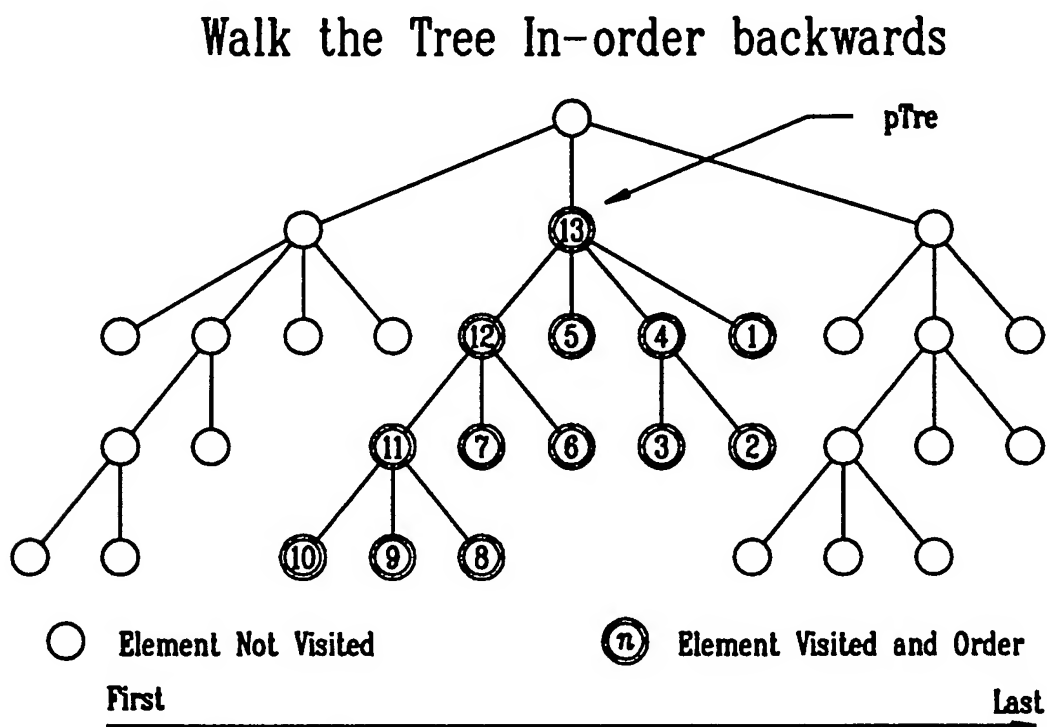 Walk the Tree In-order backwards
pTre
13
12 5 4 1
11 7 6 3 2
10 9 8
Element Not Visited
n Element Visited and Order
First Last